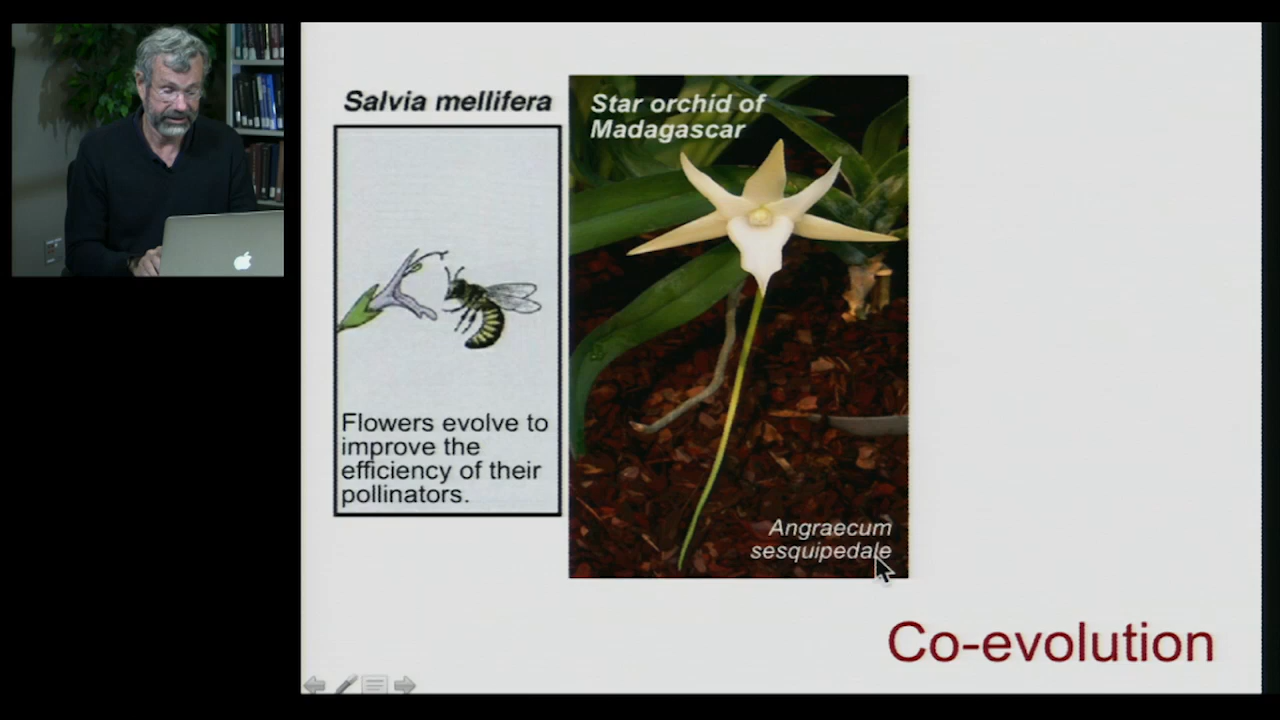 Salvia mellifera
Flowers evolve to
improve the
efficiency of their
pollinators.
Star orchid of
Madagascar
Angraecum
sesquipedale
Co-evolution